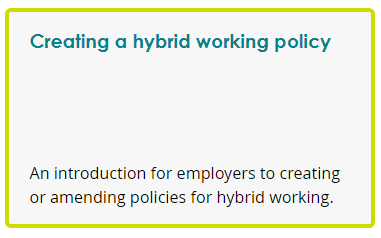 Creating a hybrid working policy
An introduction for employers to creating
or amending policies for hybrid working.